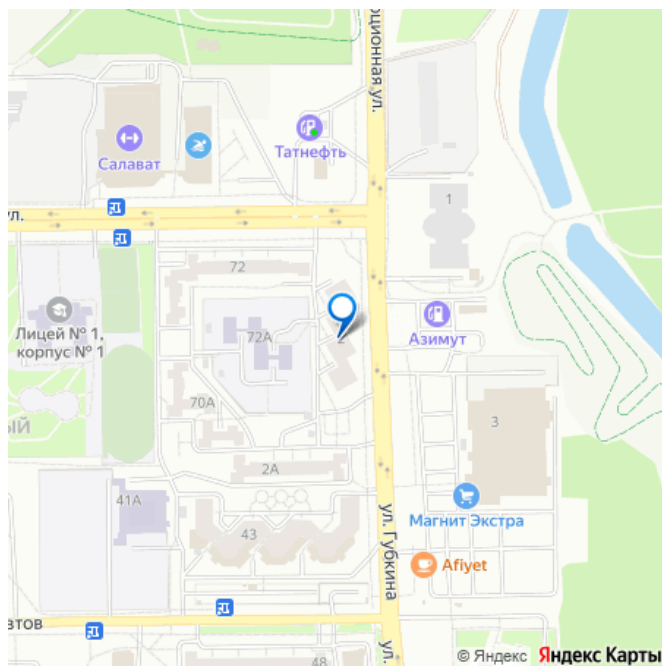 рционная ул.
Татнефть
Салават
1
ул.
72
Лицей № 1,
корпус № 1
72А
2
Азимут
ЫЙ
70А
3
2А
41А
Магнит Экстра
43
ул. Губкина
Afiyet
втов
ул.
48
© Яндекс Яндекс Карты